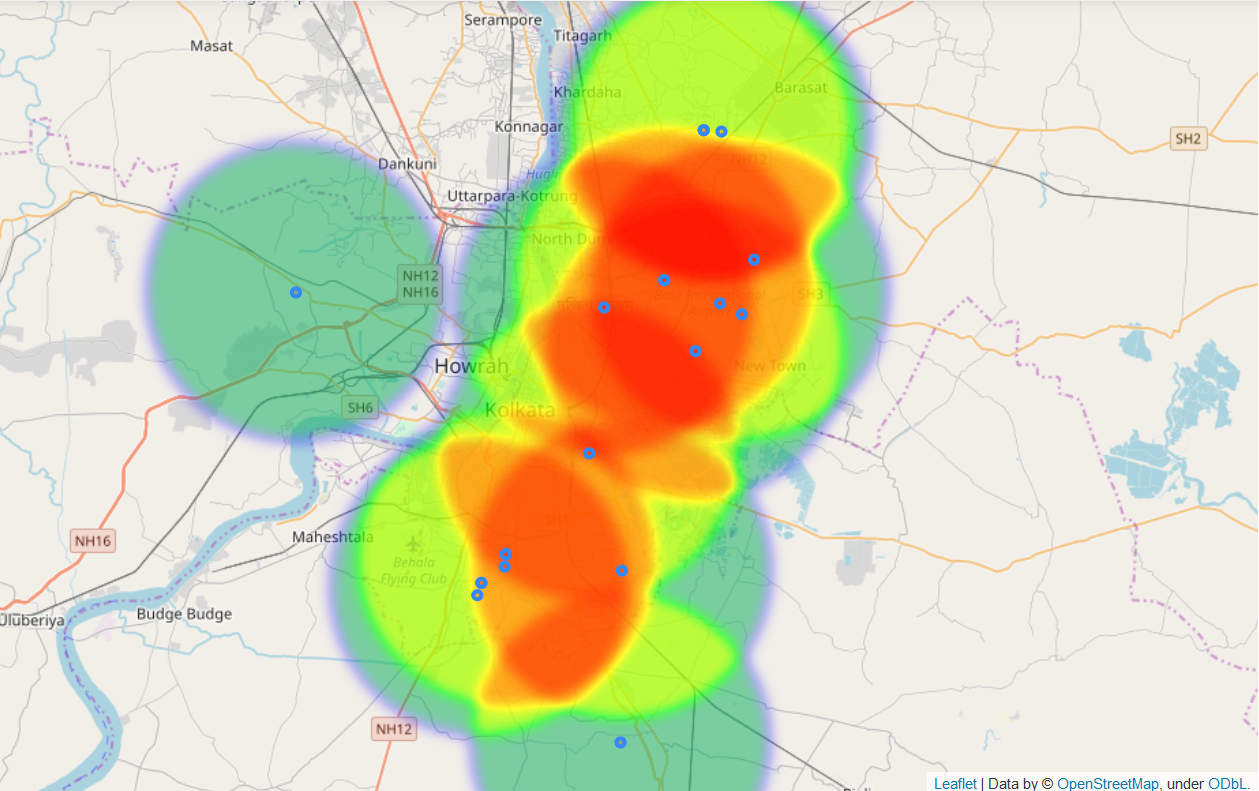 Serampore
Masat
Titagarh
Khardaha
Barasat
Konnagar
SH2
Dankuni
NH12
Hugli
Uttarpara-Kotrung
North Dum
NH12
NH16
SH3
Howrah
New Town
SH6
Kolkata
SH1
NH16
Maheshtala
Behala
Flying Club
Budge Budge
Uluberiya
NH12
Leaflet | Data by © OpenStreetMap, under ODbL.